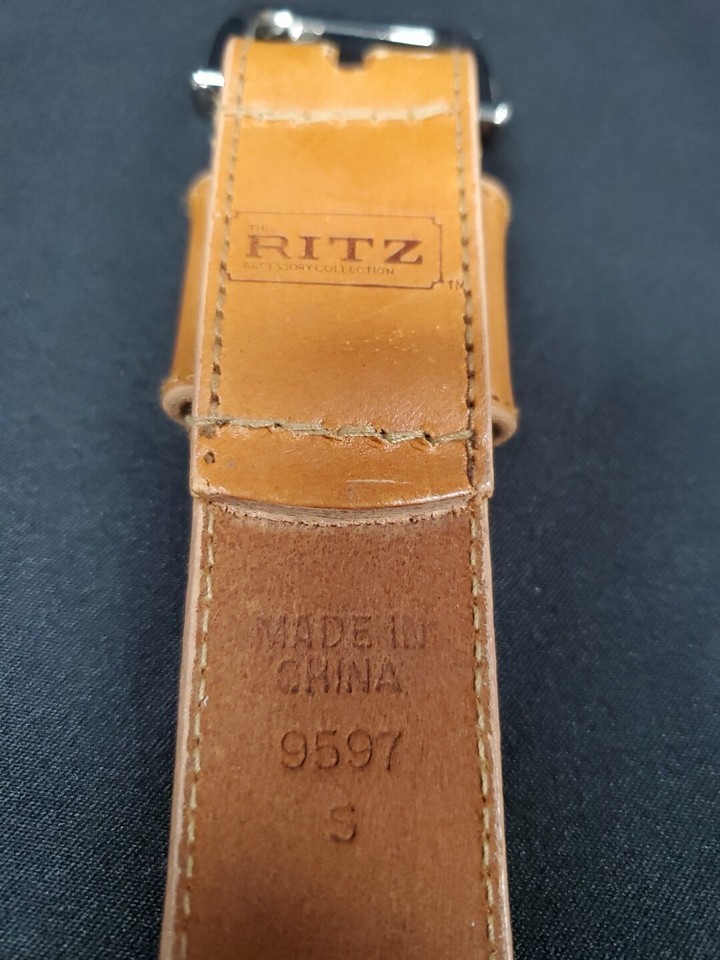 THE
RITZ
ACCESSORY COLLECTION
TM
MADE IN
CHINA
9597
S